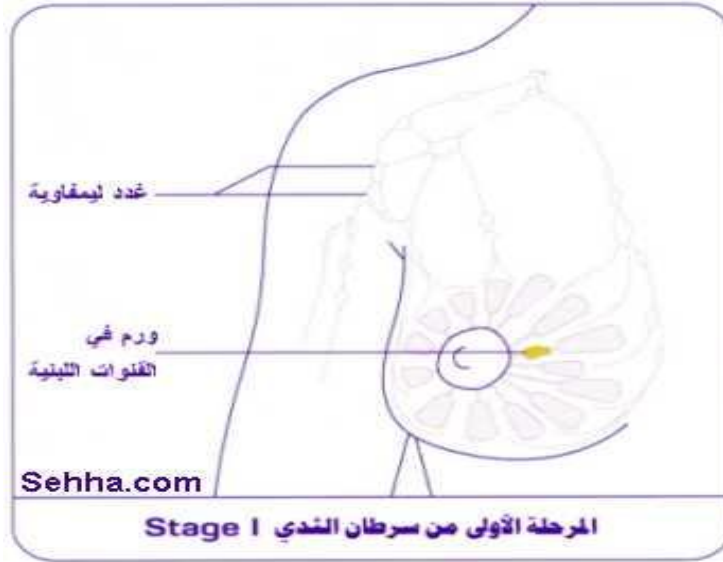 غدد ليمفاوية
ورم في
القنوات اللبنية
Sehha.com
المرحلة الأولى من سرطان الثدي Stage I